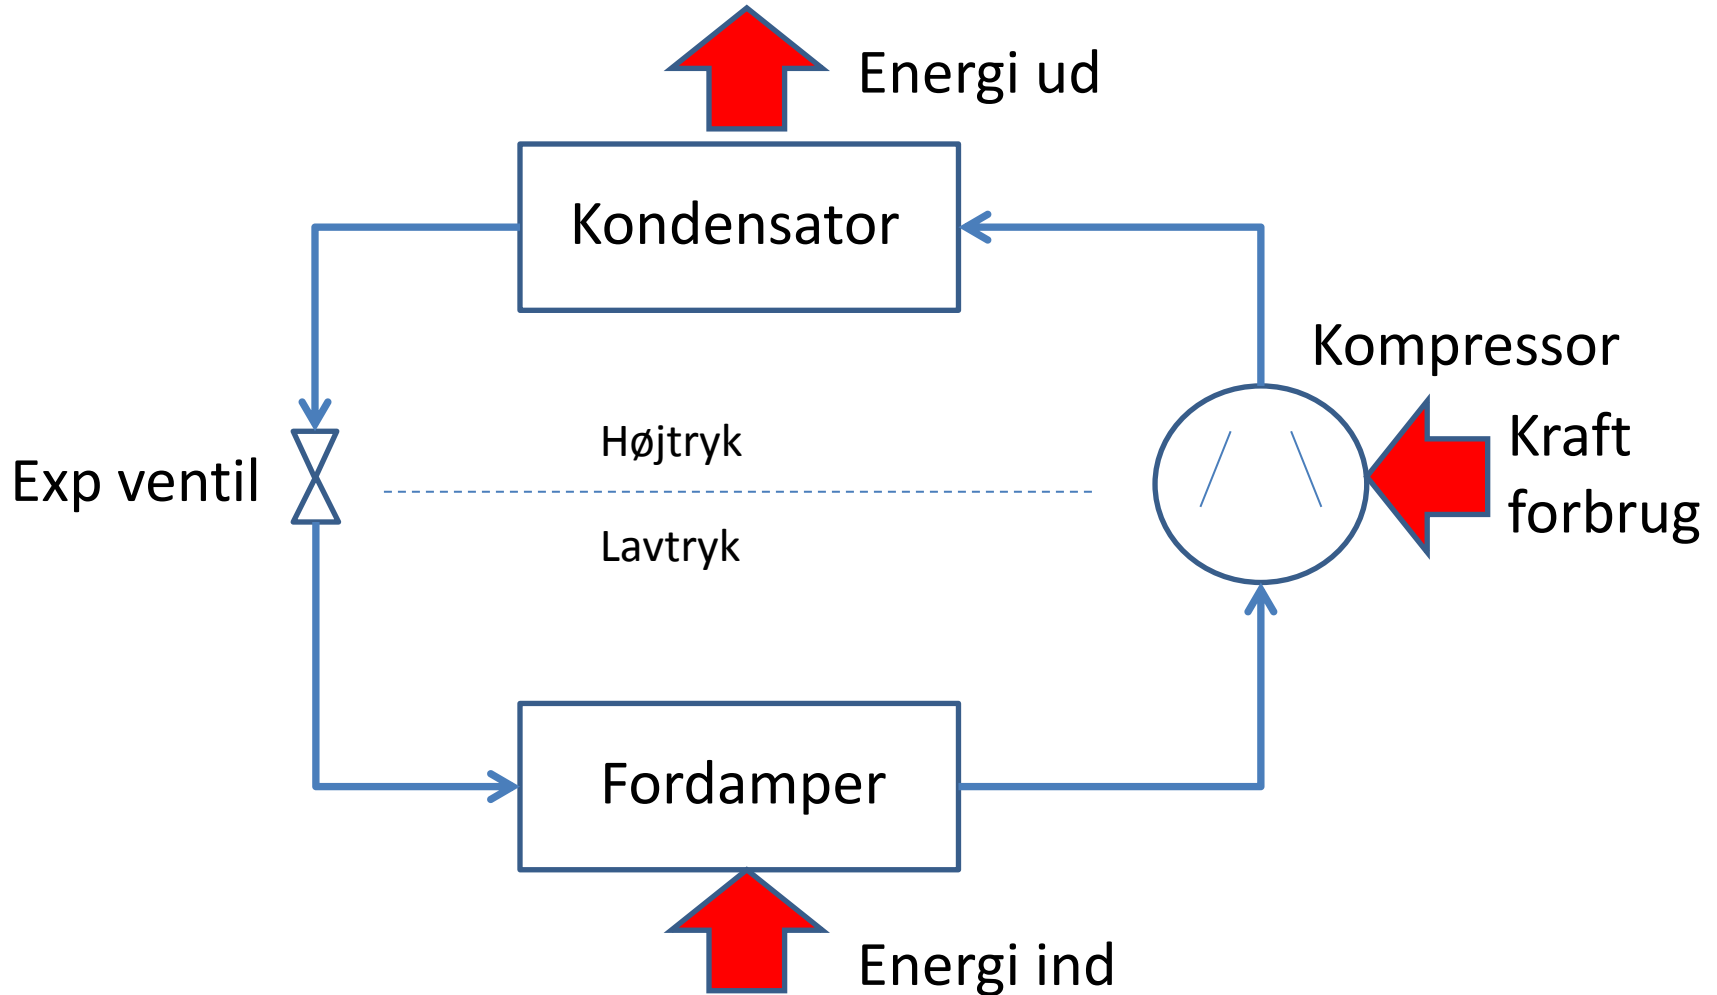 Energi ud
Kondensator
Kompressor
Kraft
forbrug
Højtryk
Exp ventil
Lavtryk
Fordamper
Energi ind